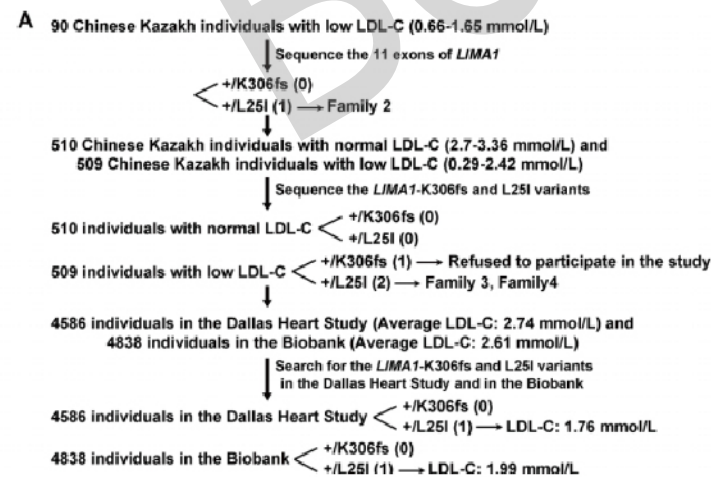 A 90 Chinese Kazakh individuals with low LDL-C (0.66-1.65 mmol/L)
Sequence the 11 exons of LIMA1
+/K306fs (0)
+/L25I (1) → Family 2
510 Chinese Kazakh individuals with normal LDL-C (2.7-3.36 mmol/L) and
509 Chinese Kazakh individuals with low LDL-C (0.29-2.42 mmol/L)
Sequence the LIMA1-K306fs and L25I variants
+/K306fs (0)
510 individuals with normal LDL-C
+/L25I (0)
+/K306fs (1) → Refused to participate in the study
509 individuals with low LDL-C
+/L25I (2) → Family 3, Family4
4586 individuals in the Dallas Heart Study (Average LDL-C: 2.74 mmol/L) and
4838 individuals in the Biobank (Average LDL-C: 2.61 mmol/L)
Search for the LIMA1-K306fs and L25I variants
in the Dallas Heart Study and in the Biobank
+/K306fs (0)
4586 individuals in the Dallas Heart Study
+/L25I (1) → LDL-C: 1.76 mmol/L
+/K306fs (0)
4838 individuals in the Biobank
+/L25I (1) → LDL-C: 1.99 mmol/L